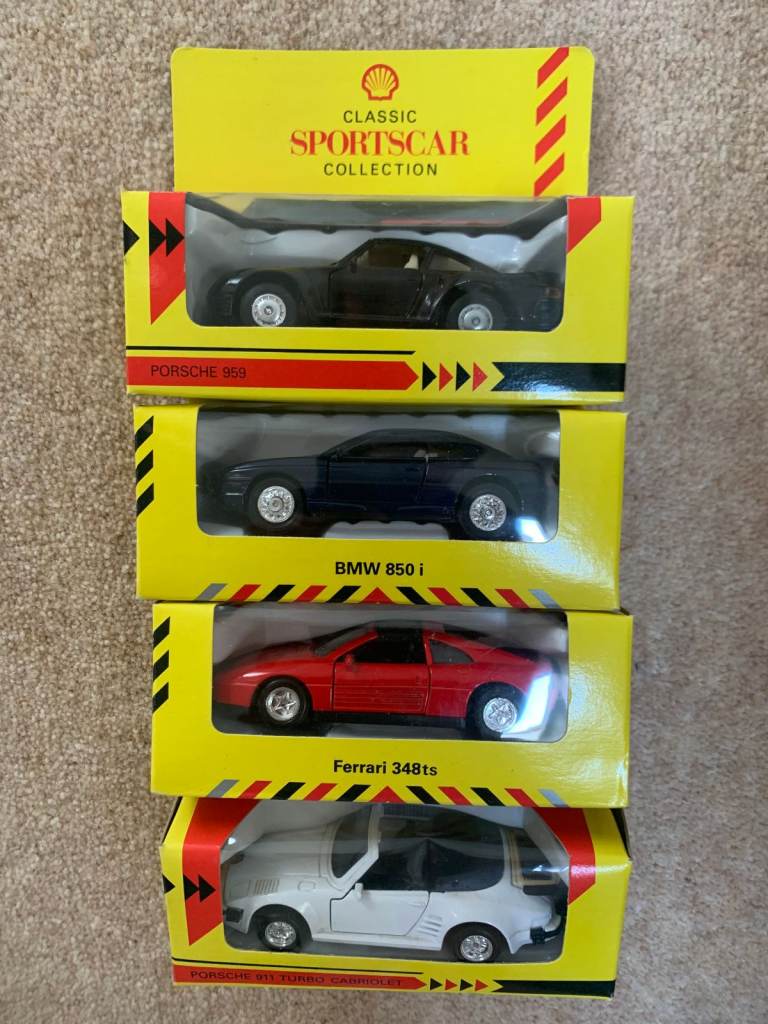 CLASSIC
SPORTSCAR
COLLECTION
PORSCHE 959
BMW 850 i
Ferrari 348ts
PORSCHE 911 TURBO CABRIOLET